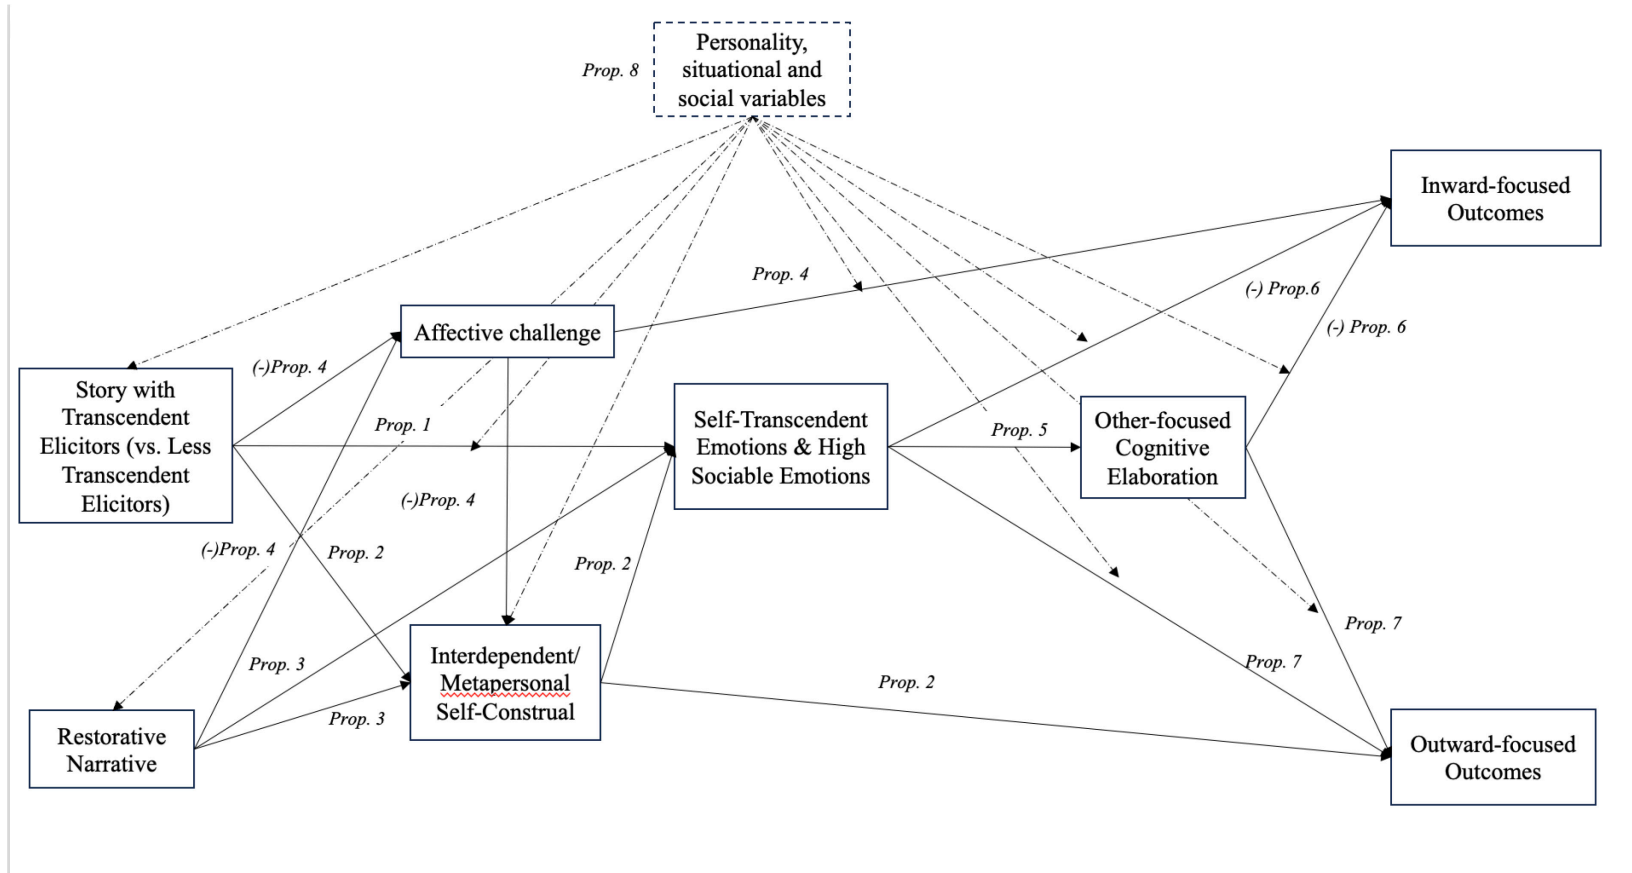 Personality,
situational and
social variables
Prop. 8
Inward-focused
Outcomes
Prop. 4
(-) Prop.6
(-) Prop. 6
Affective challenge
(-)Prop. 4
Story with
Transcendent
Elicitors (vs. Less
Transcendent
Elicitors)
Prop. 1
Self-Transcendent
Emotions & High
Sociable Emotions
Prop. 5
Other-focused
Cognitive
Elaboration
(-)Prop. 4
(-)Prop. 4
Prop. 2
Prop. 2
Prop. 7
Prop. 3
Interdependent/
Metapersonal
Self-Construal
Prop. 2
Prop. 7
Prop. 3
Restorative
Narrative
Outward-focused
Outcomes